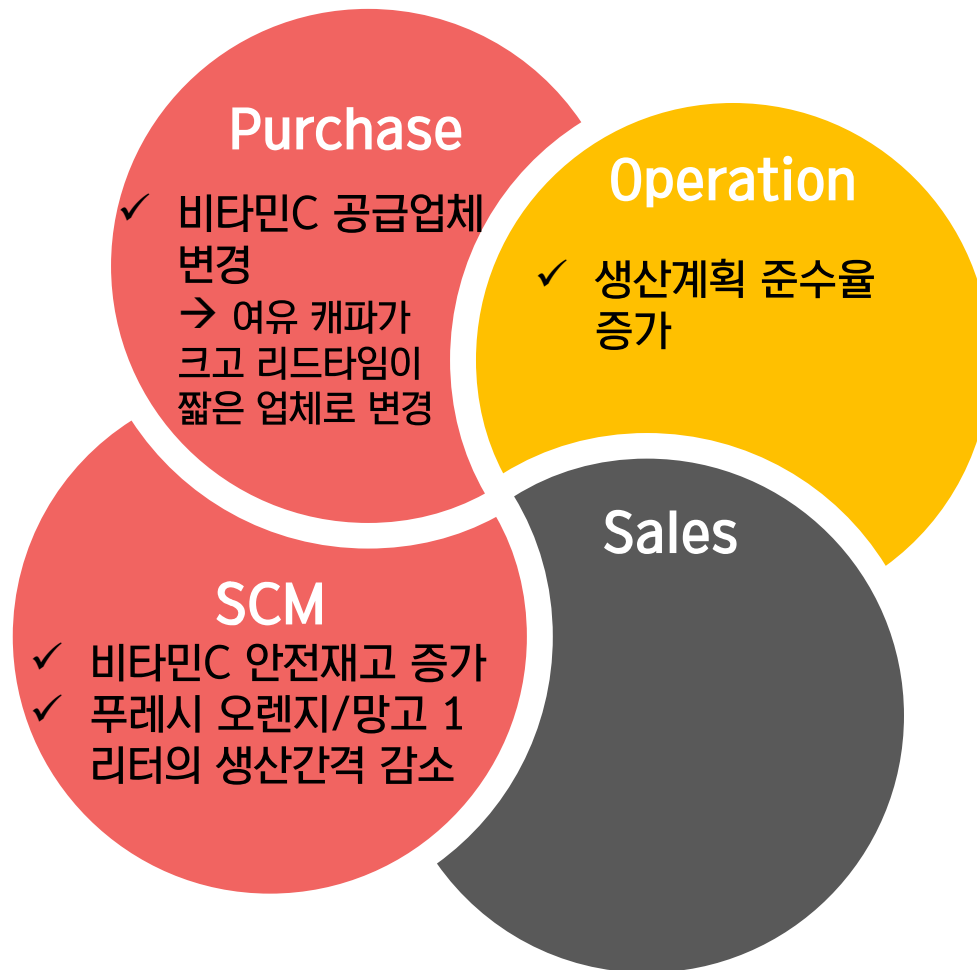 Purchase
✓ 비타민C 공급업체
변경
→ 여유 캐파가
크고 리드타임이
짧은 업체로 변경
Operation
✓ 생산계획 준수율
증가
SCM
✓ 비타민C 안전재고 증가
✓ 푸레시 오렌지/망고 1
리터의 생산간격 감소
Sales